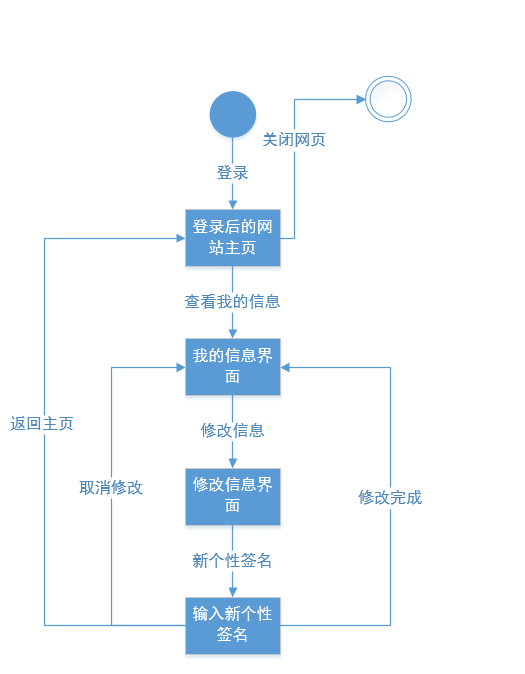 关闭网页
登录
登录后的网
站主页
查看我的信息
我的信息界
面
返回主页
修改信息
取消修改
修改信息界
面
修改完成
新个性签名
输入新个性
签名